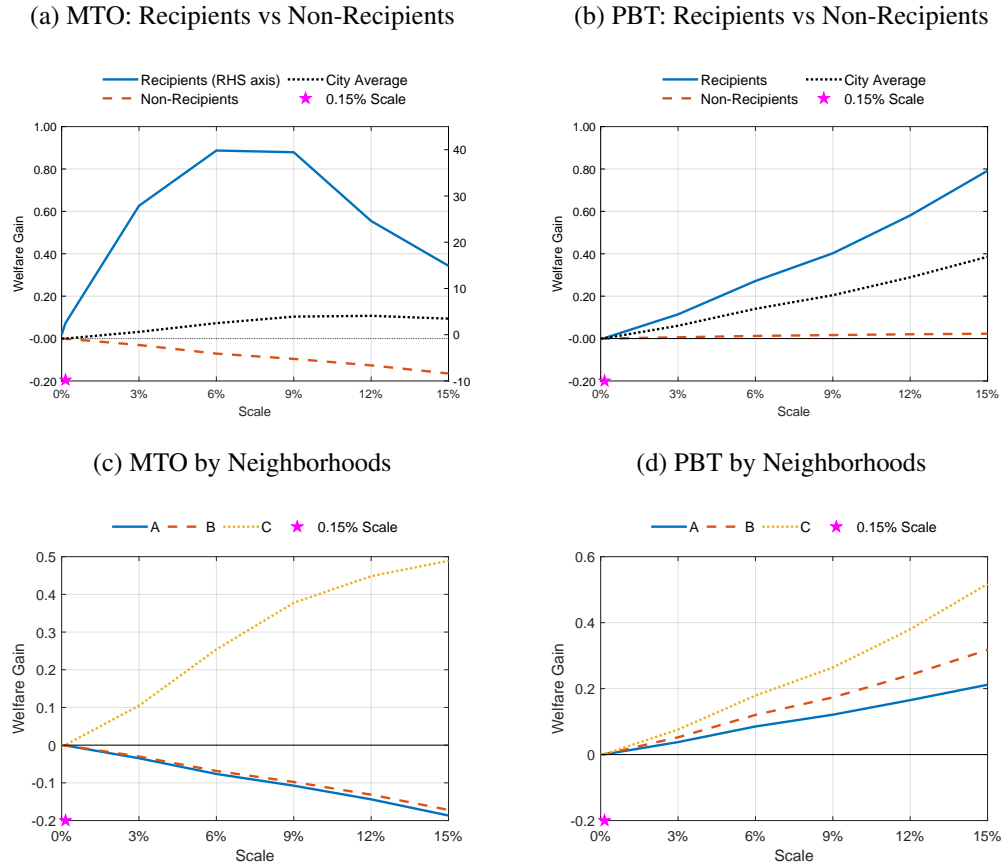 (a) MTO: Recipients vs Non-Recipients
Recipients (RHS axis) City Average
Non-Recipients 0.15% Scale
1.00
0.80
0.60
0.40
0.20
-0.00
-0.20
40
30
20
10
0
-10
Welfare Gain
0% 3% 6% 9% 12% 15%
Scale
(b) PBT: Recipients vs Non-Recipients
Recipients City Average
Non-Recipients 0.15% Scale
1.00
0.80
0.60
0.40
0.20
-0.00
-0.20
Welfare Gain
0% 3% 6% 9% 12% 15%
Scale
(c) MTO by Neighborhoods
A B C 0.15% Scale
0.5
0.4
0.3
0.2
0.1
0
-0.1
-0.2
Welfare Gain
0% 3% 6% 9% 12% 15%
Scale
(d) PBT by Neighborhoods
A B C 0.15% Scale
0.6
0.4
0.2
0
-0.2
Welfare Gain
0% 3% 6% 9% 12% 15%
Scale